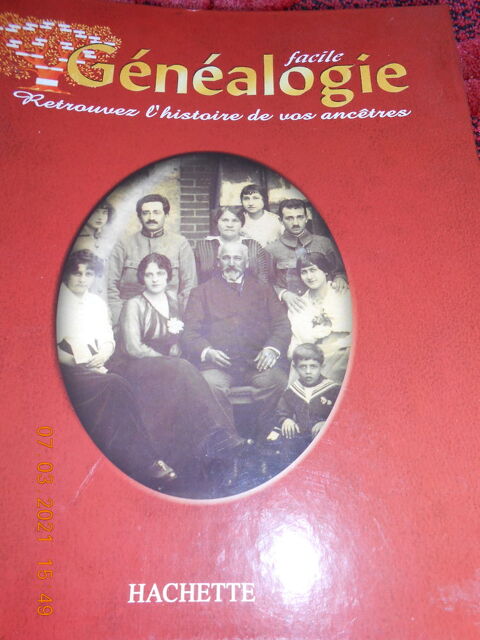 facile
Généalogie
Retrouvez l'histoire de vos ancêtres
HACHETTE
07 03 2021 15 49